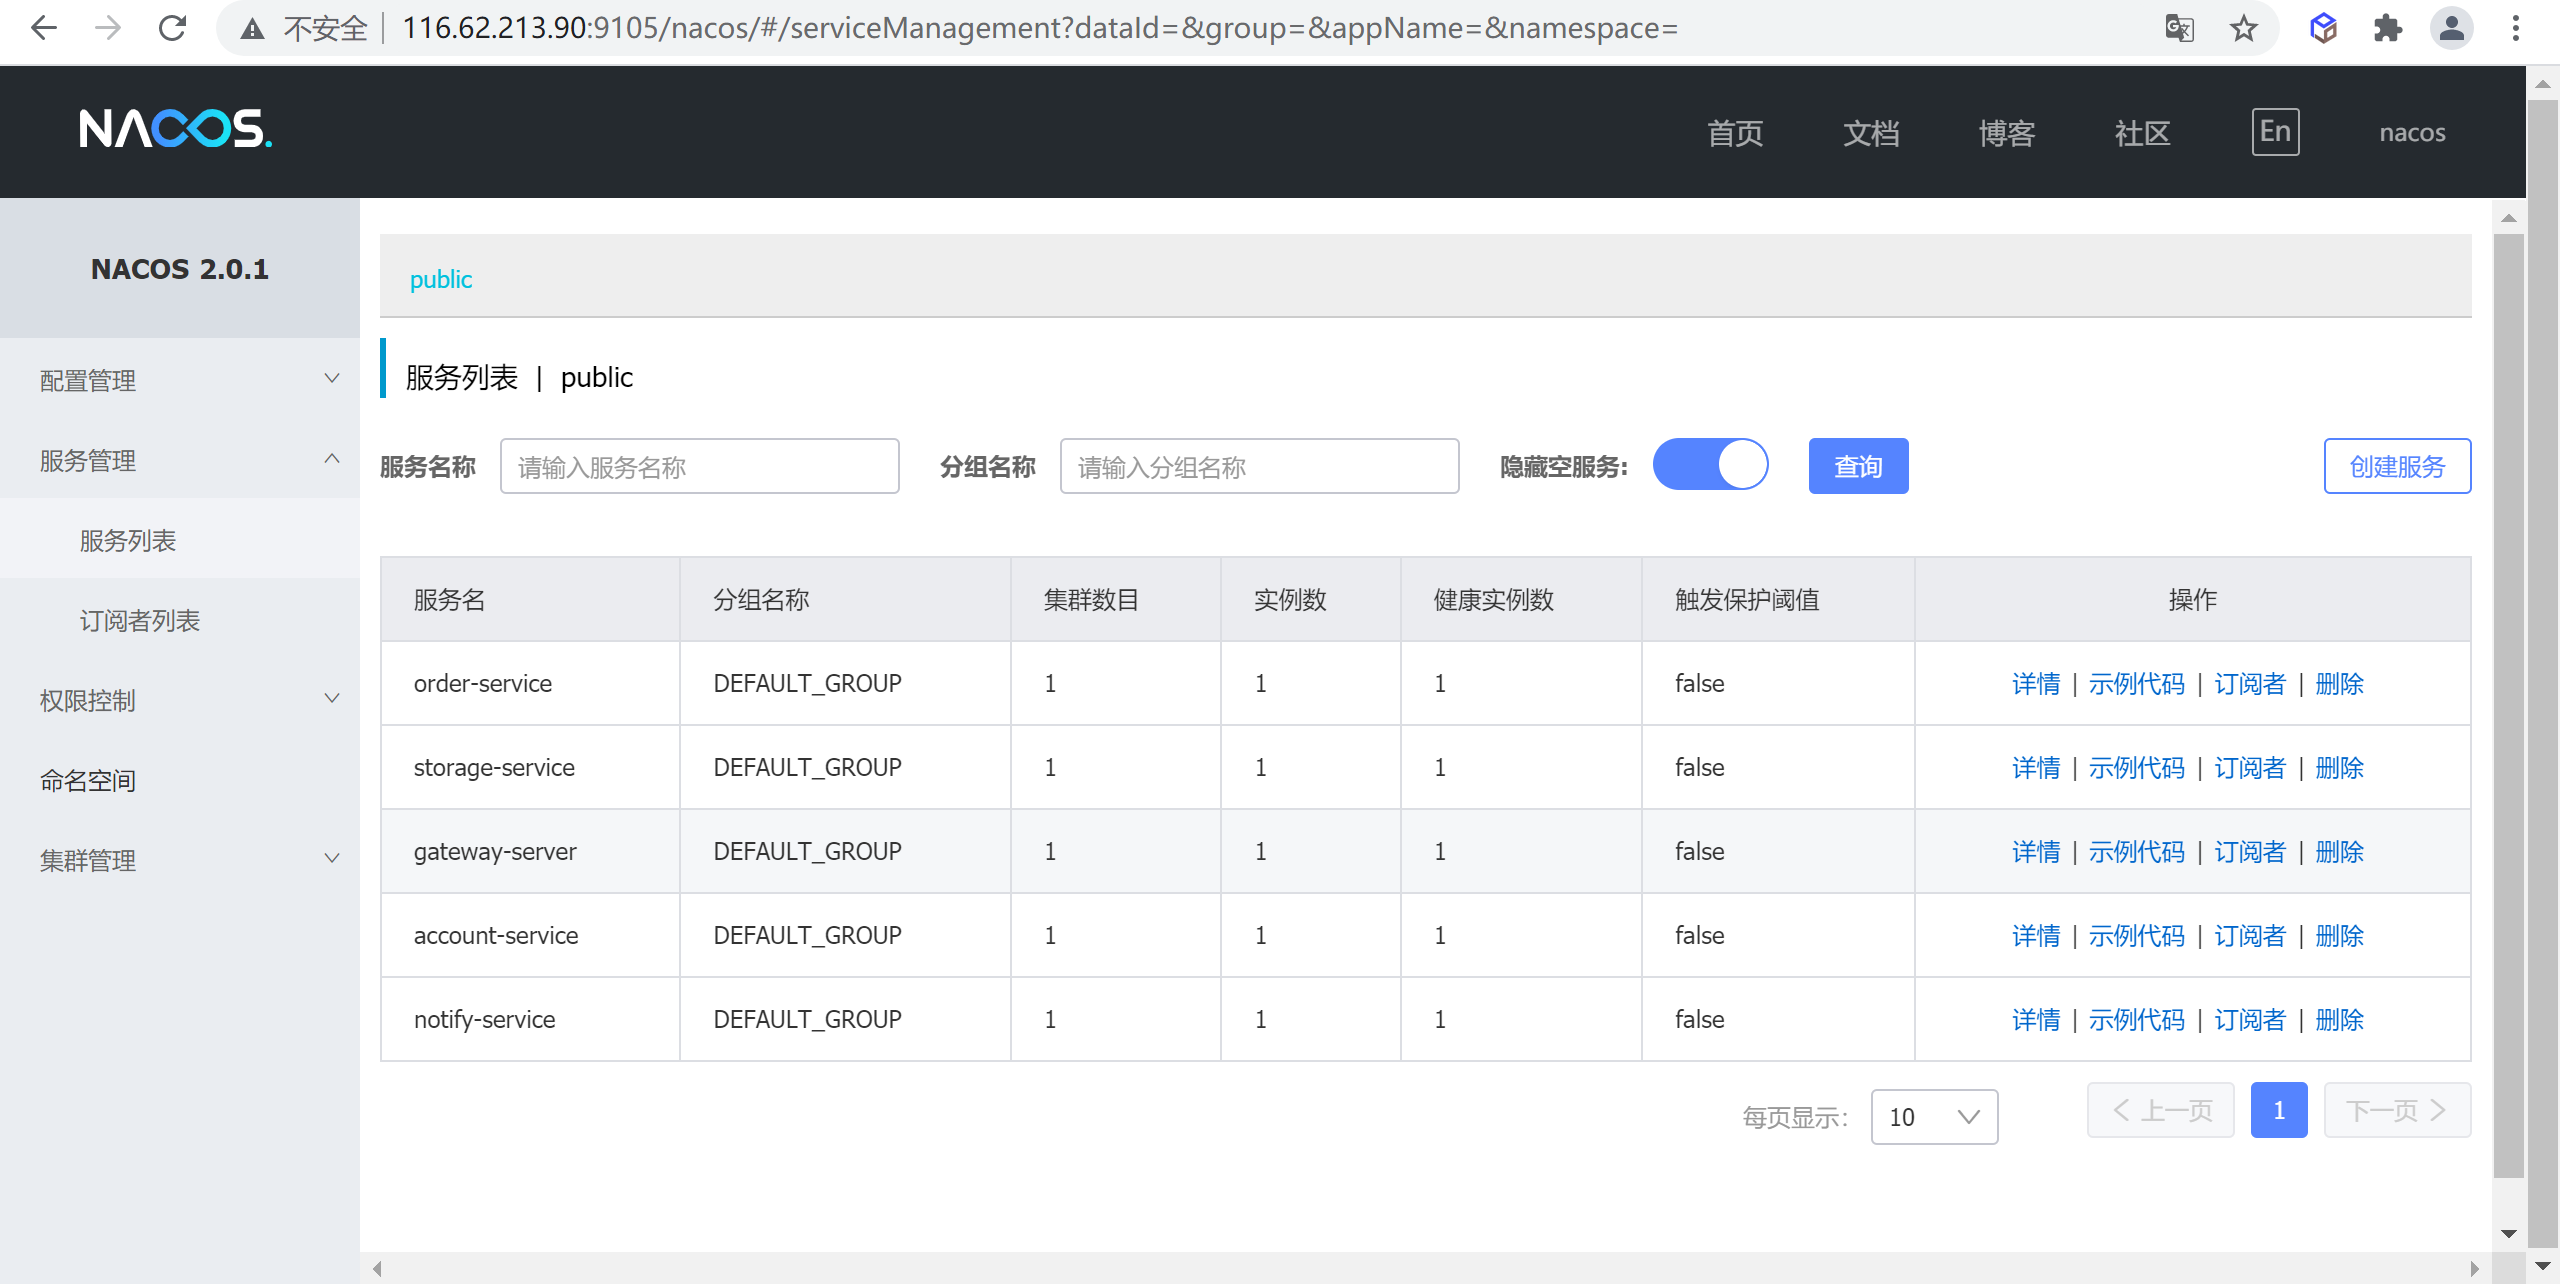 不安全 116.62.213.90:9105/nacos/#/serviceManagement?dataId=&group=&appName=&namespace=
NACOS. 首页 文档 博客 社区 En nacos
NACOS 2.0.1
配置管理
服务管理
服务列表
订阅者列表
权限控制
命名空间
集群管理
public
服务列表 | public
服务名称 请输入服务名称 分组名称 请输入分组名称 隐藏空服务: 查询 创建服务
服务名 分组名称 集群数目 实例数 健康实例数 触发保护阈值 操作
order-service DEFAULT_GROUP 1 1 1 false 详情 | 示例代码 | 订阅者 | 删除
storage-service DEFAULT_GROUP 1 1 1 false 详情 | 示例代码 | 订阅者 | 删除
gateway-server DEFAULT_GROUP 1 1 1 false 详情 | 示例代码 | 订阅者 | 删除
account-service DEFAULT_GROUP 1 1 1 false 详情 | 示例代码 | 订阅者 | 删除
notify-service DEFAULT_GROUP 1 1 1 false 详情 | 示例代码 | 订阅者 | 删除
每页显示: 10 上一页 1 下一页